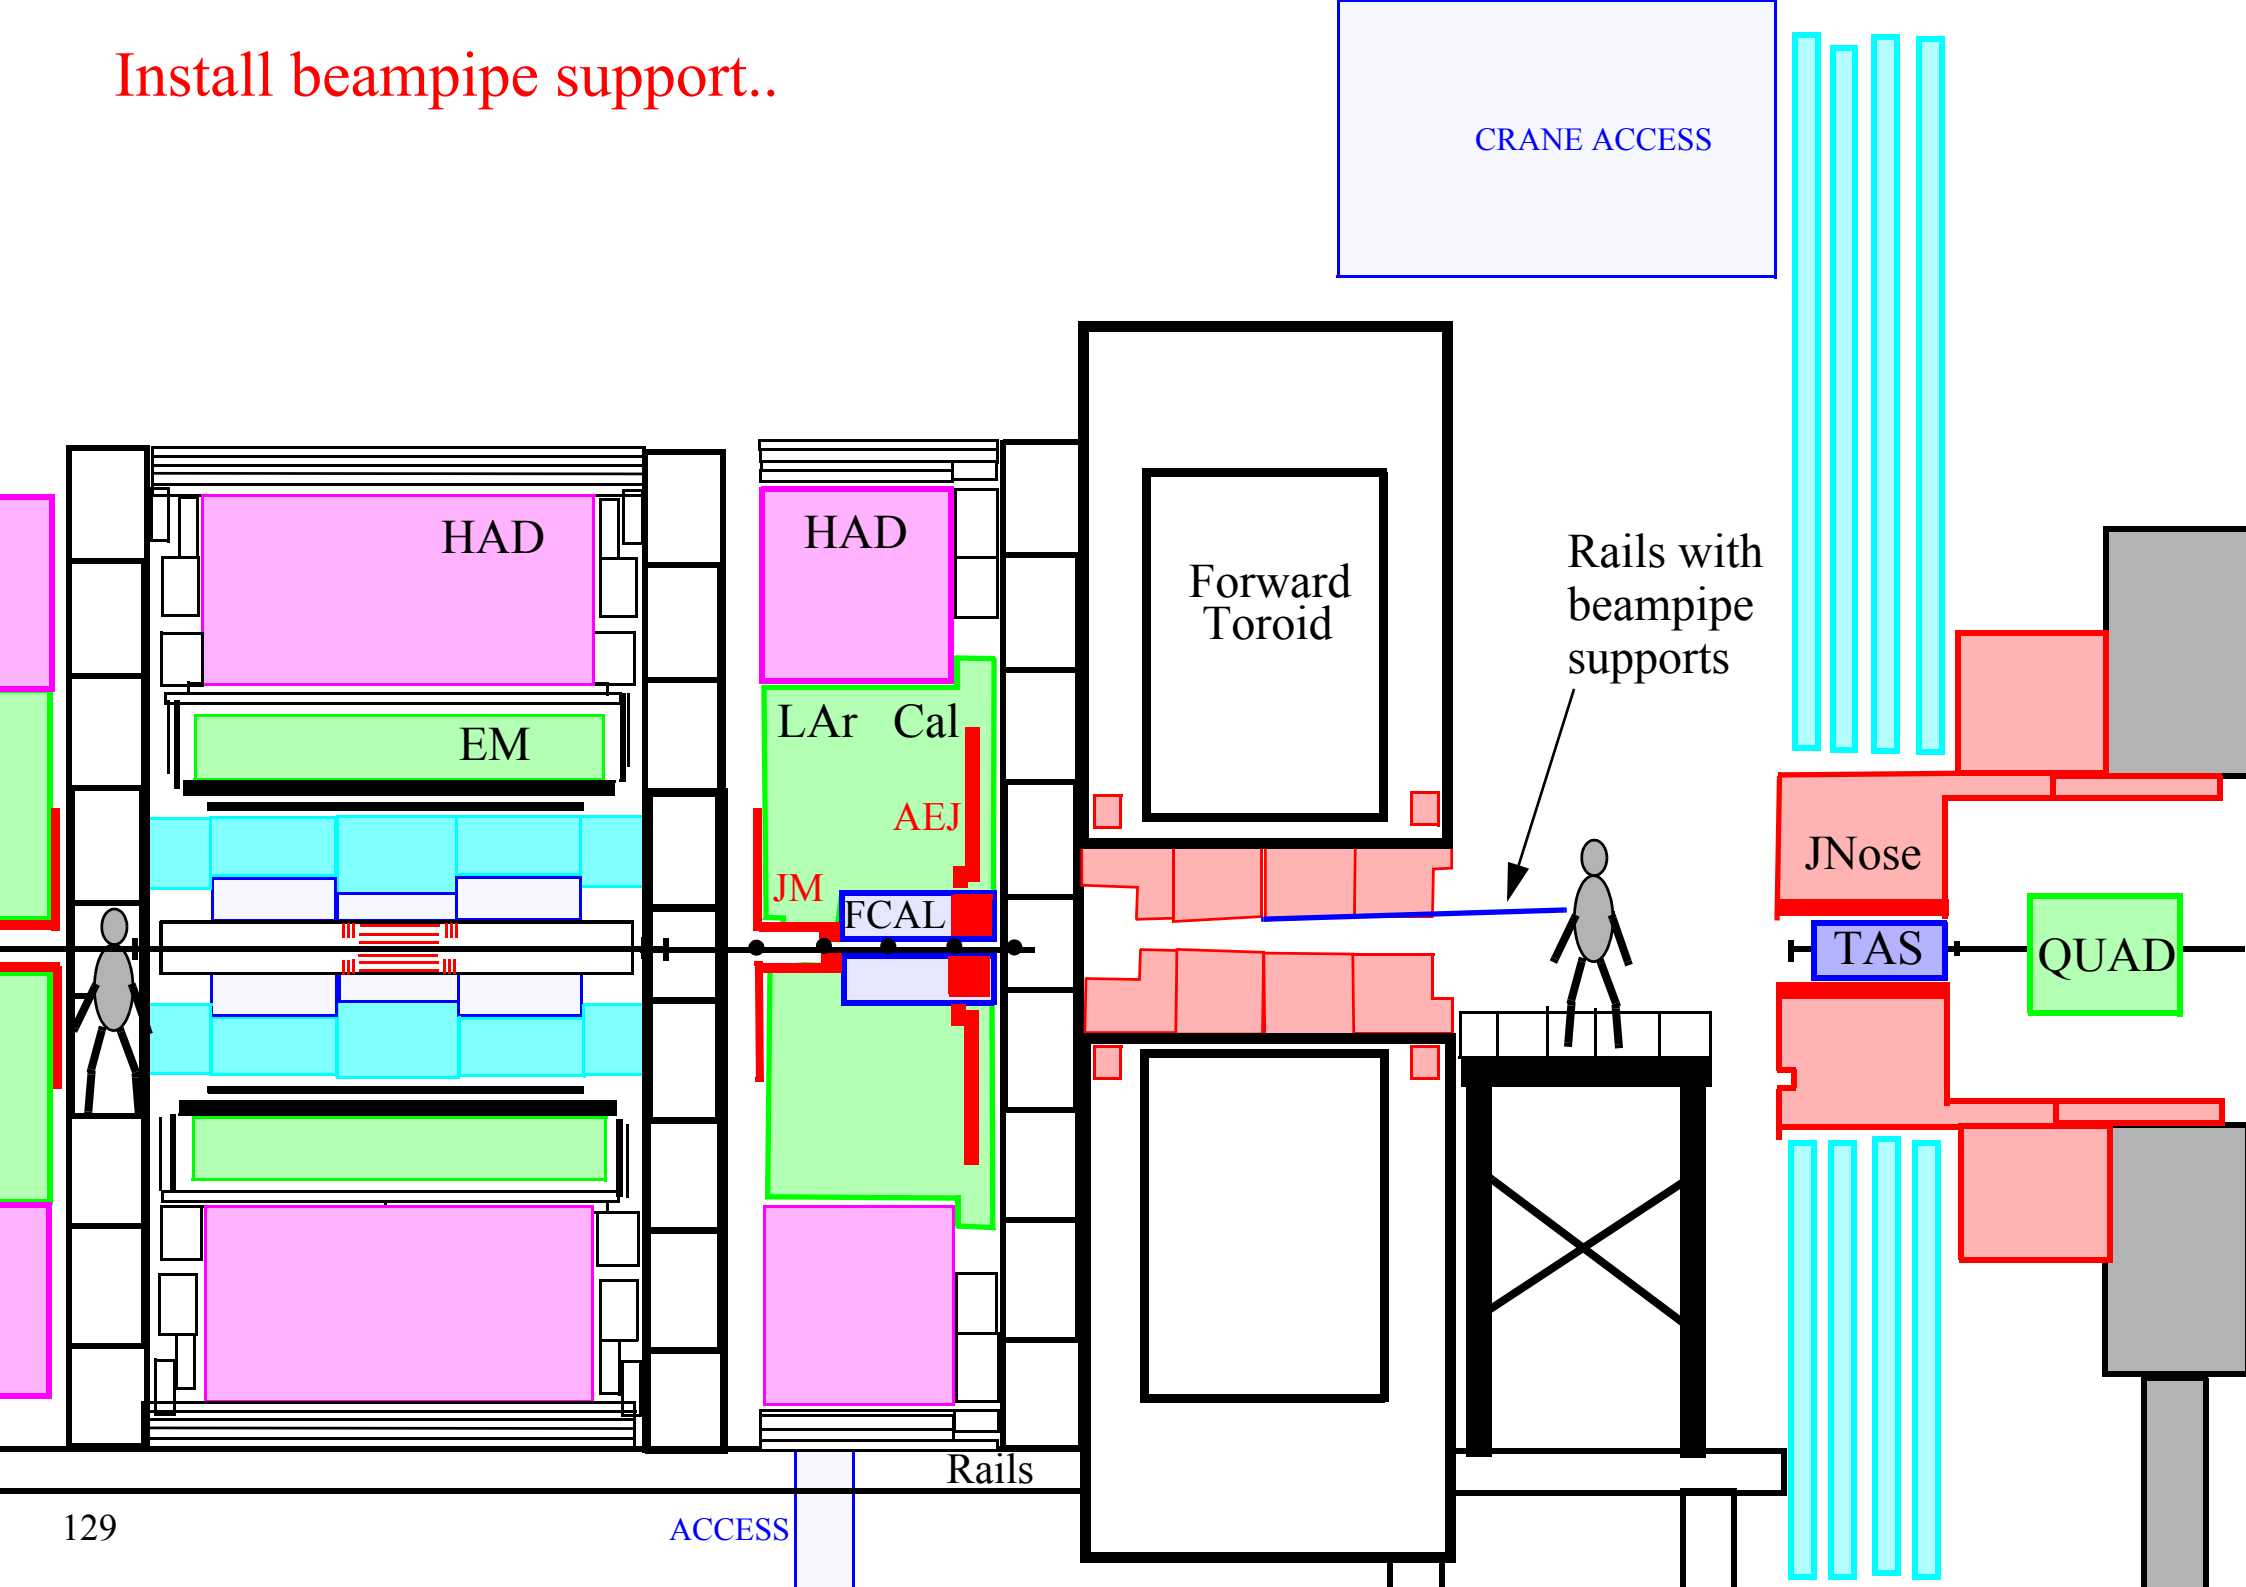 Install beampipe support..
CRANE ACCESS
HAD
HAD
Forward
Toroid
Rails with
beampipe
supports
LAr Cal
EM
AEJ
JNose
JM
FCAL
TAS
QUAD
Rails
129
ACCESS